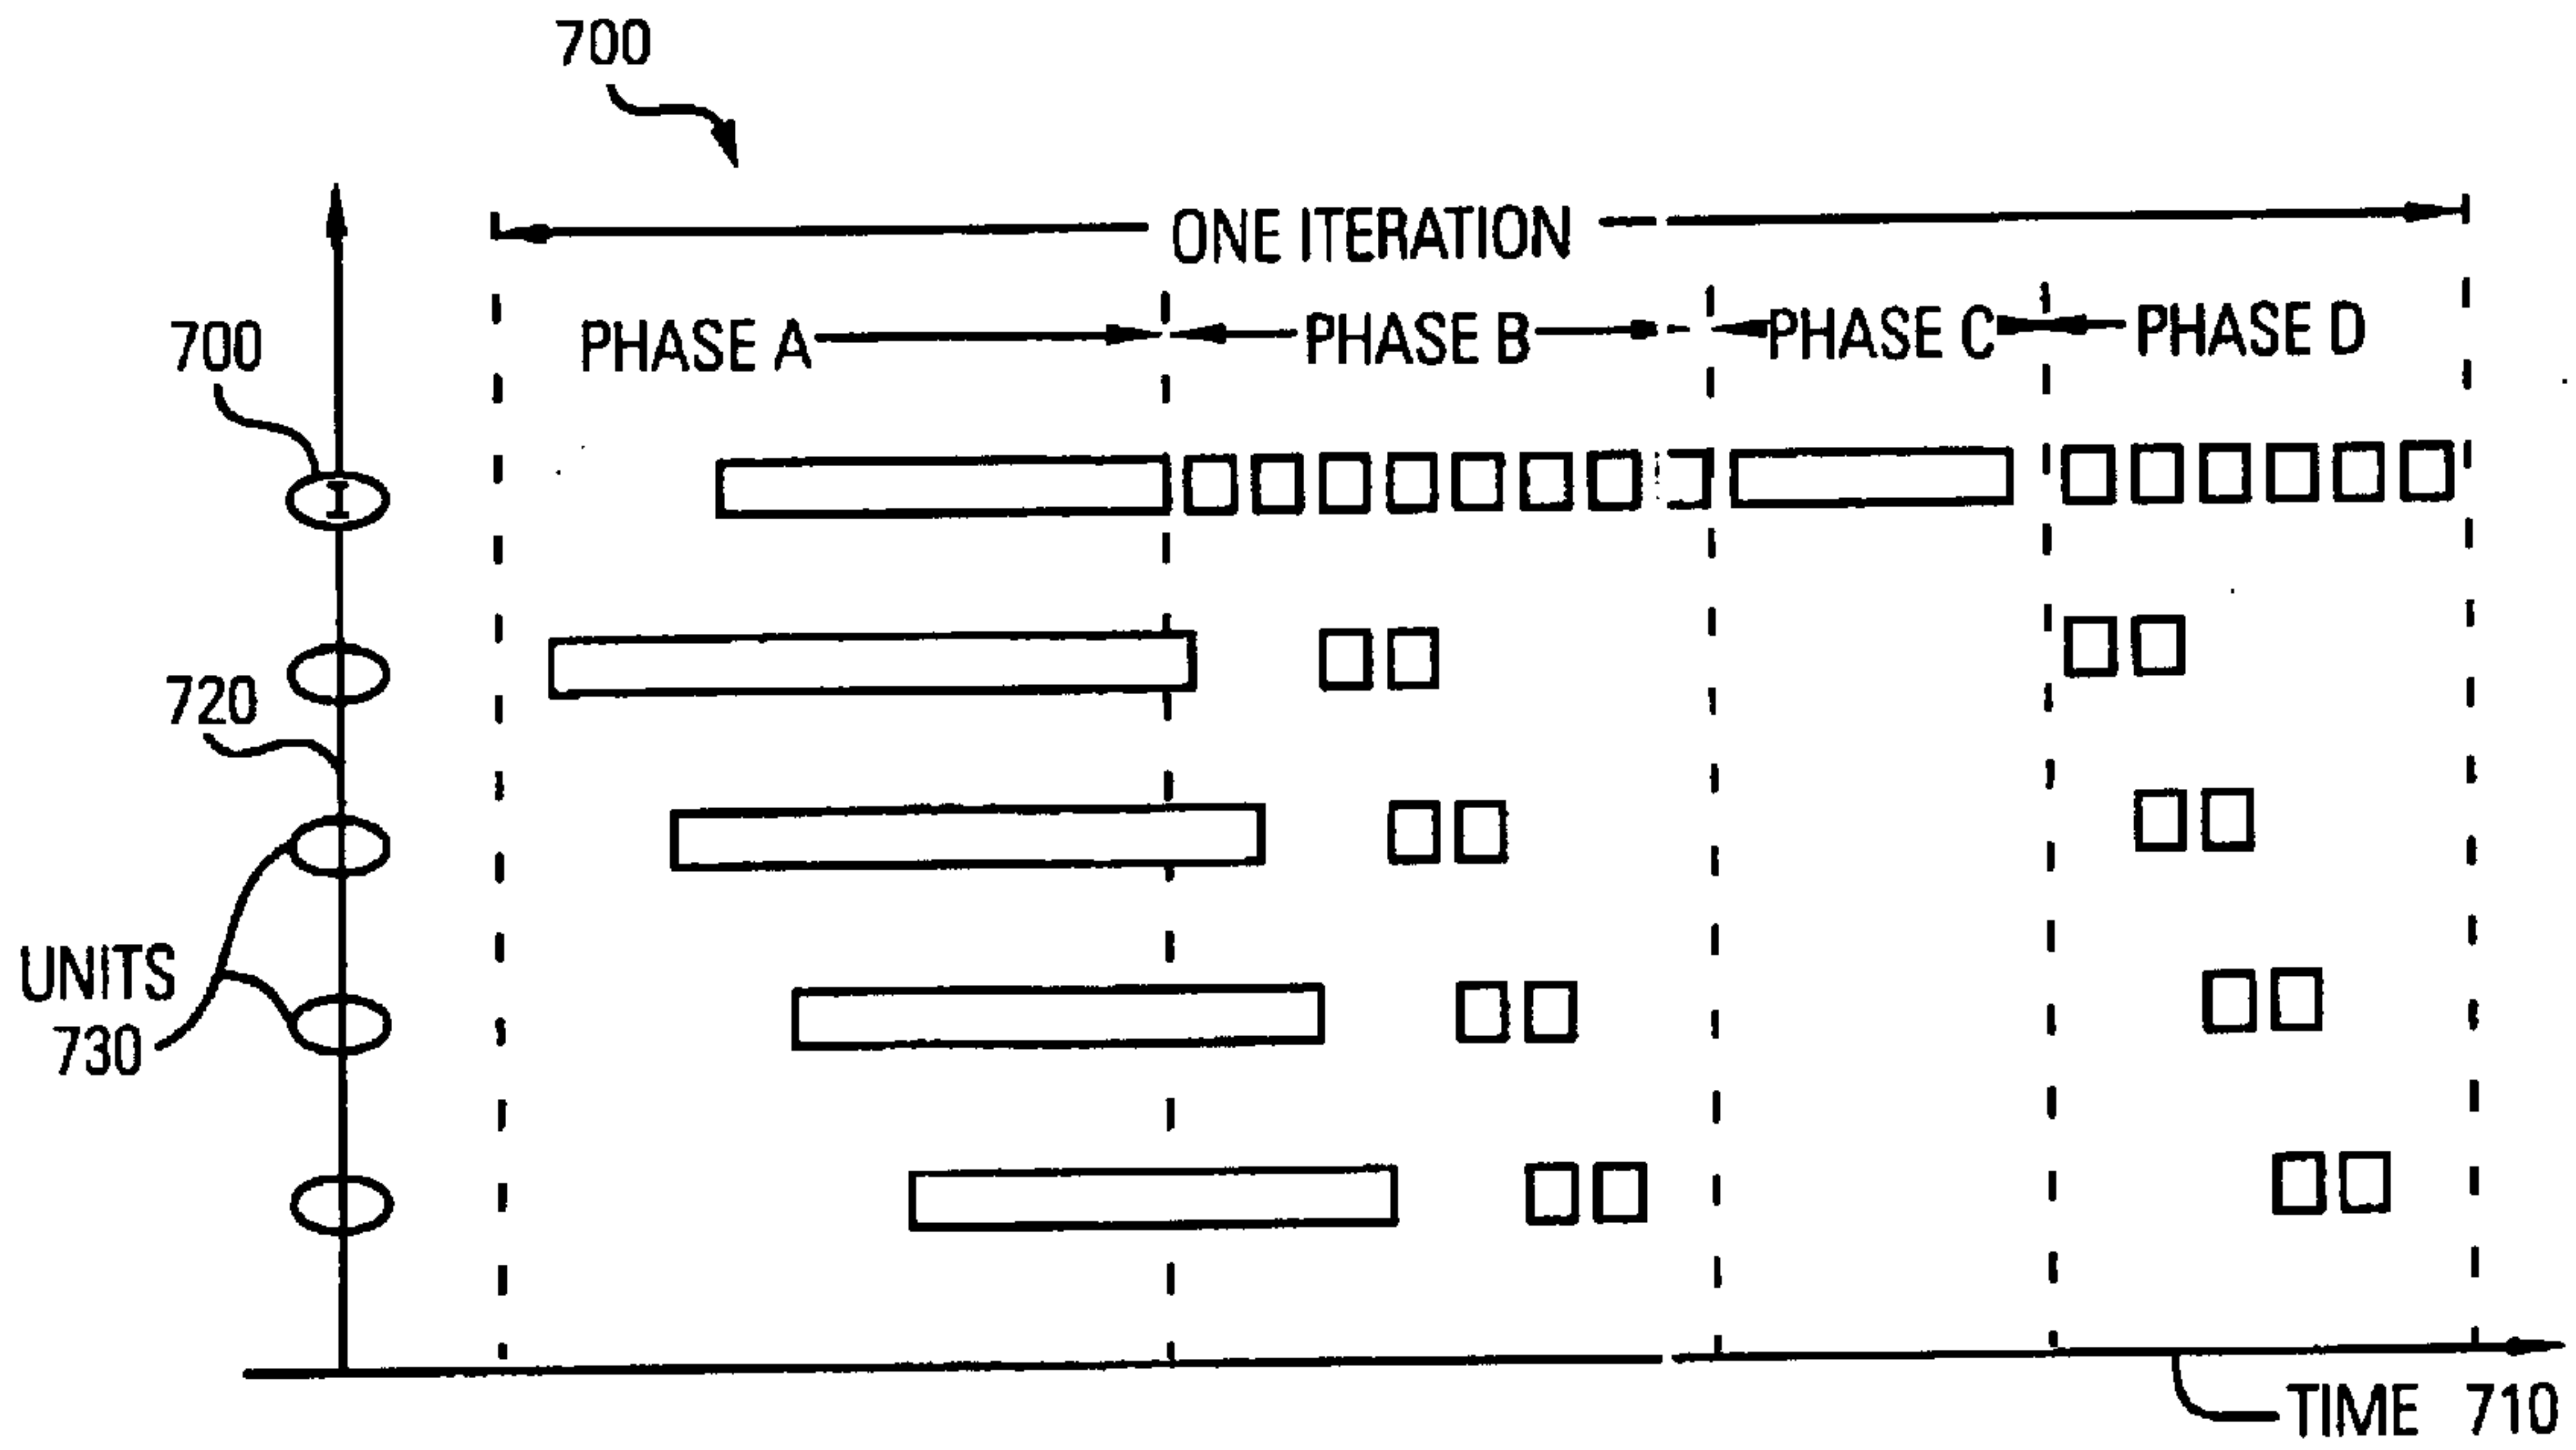 700
ONE ITERATION
PHASE A
PHASE B
PHASE C
PHASE D
700
I
720
UNITS
730
TIME 710